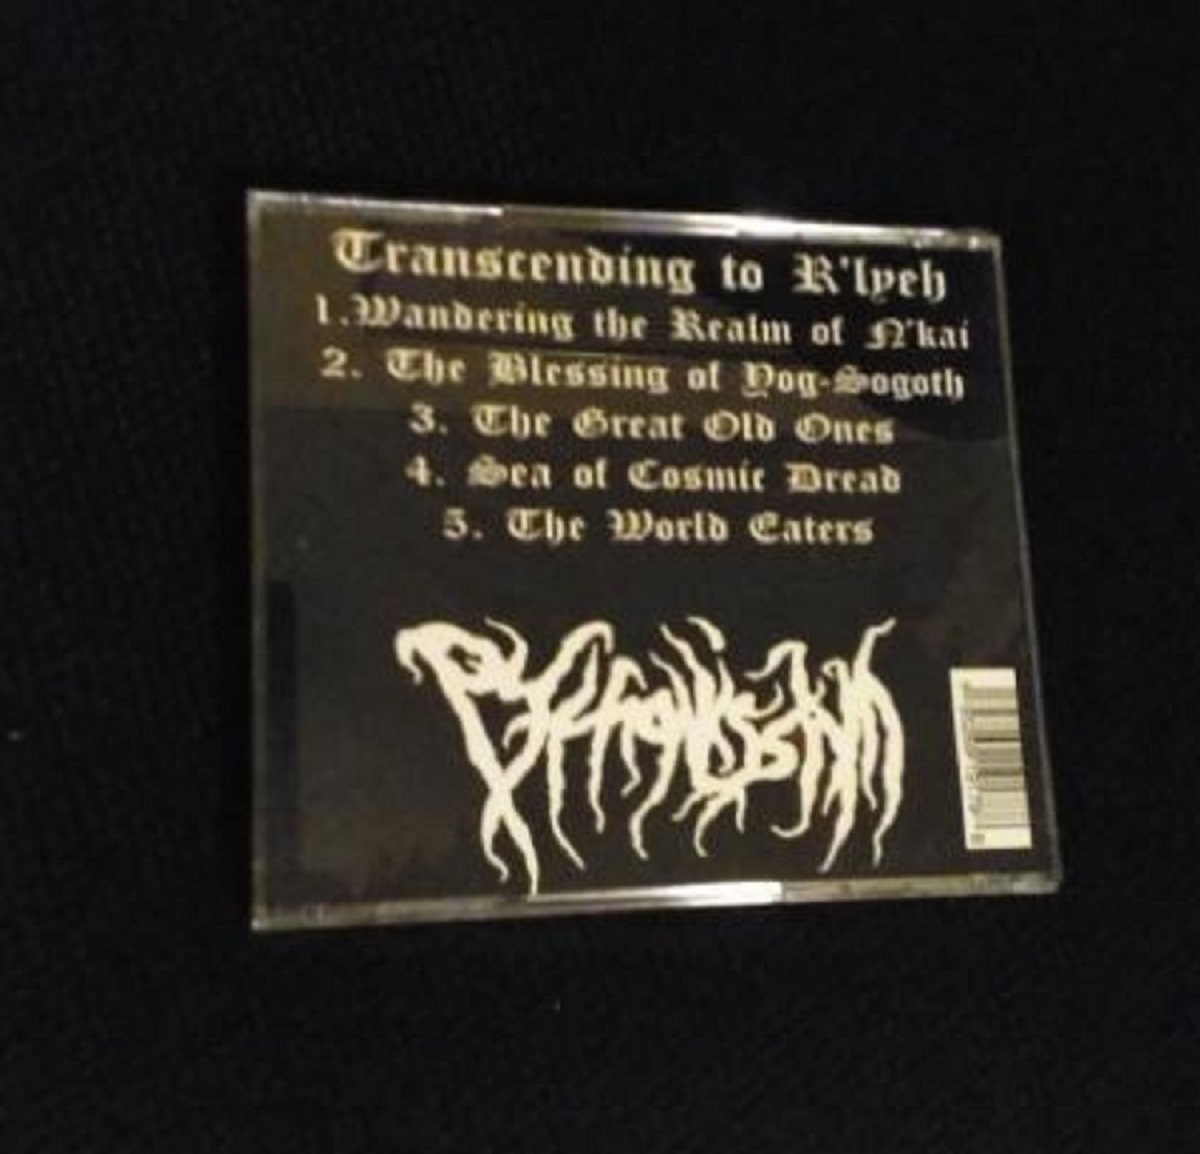 Transcending to R'lyeh
1.Wandering the Realm of N'kai
2. The Blessing of Yog-Sogoth
3. The Great Old Ones
4. Sea of Cosmic Dread
5. The World Eaters